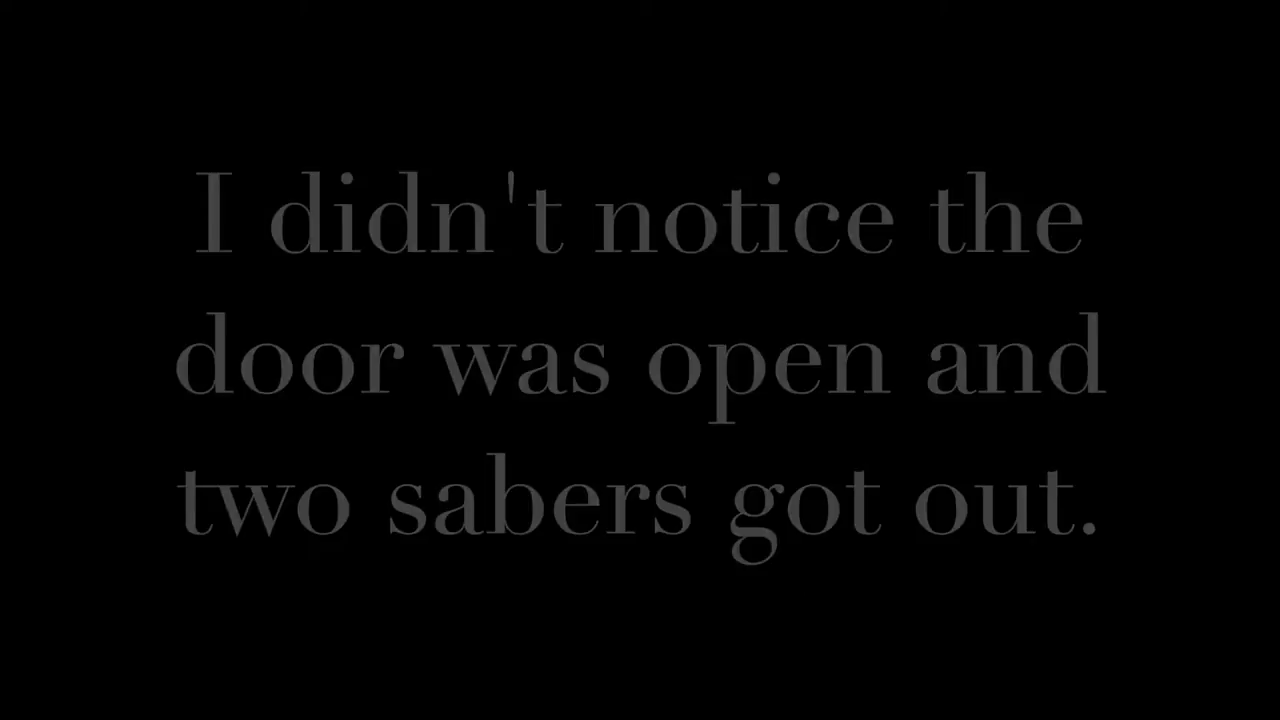 I didn't notice the
door was open and
two sabers got out.